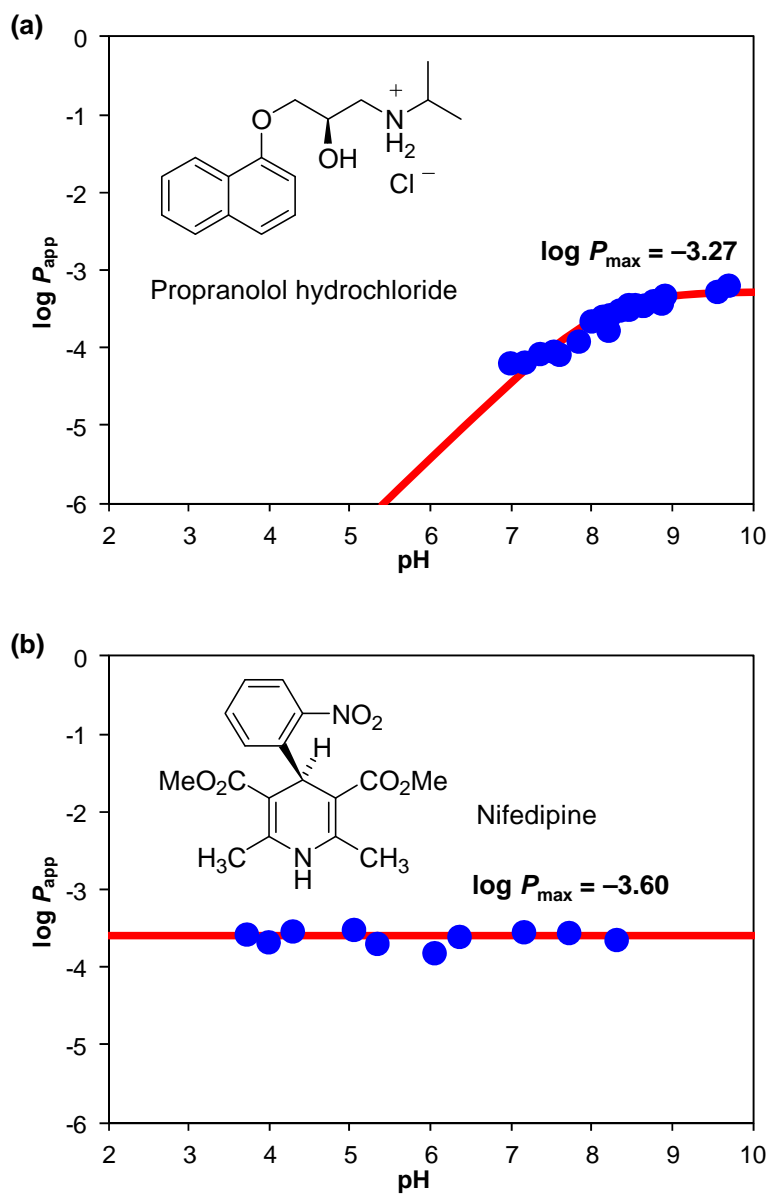 (a)
0
-1
-2
-3
-4
-5
-6
log Papp
O
OH
+
N
H2
Cl –
Propranolol hydrochloride
log Pmax = –3.27
2 3 4 5 6 7 8 9 10
pH
(b)
0
-1
-2
-3
-4
-5
-6
log Papp
NO2
H
MeO2C CO2Me
H3C N CH3
H
Nifedipine
log Pmax = –3.60
2 3 4 5 6 7 8 9 10
pH